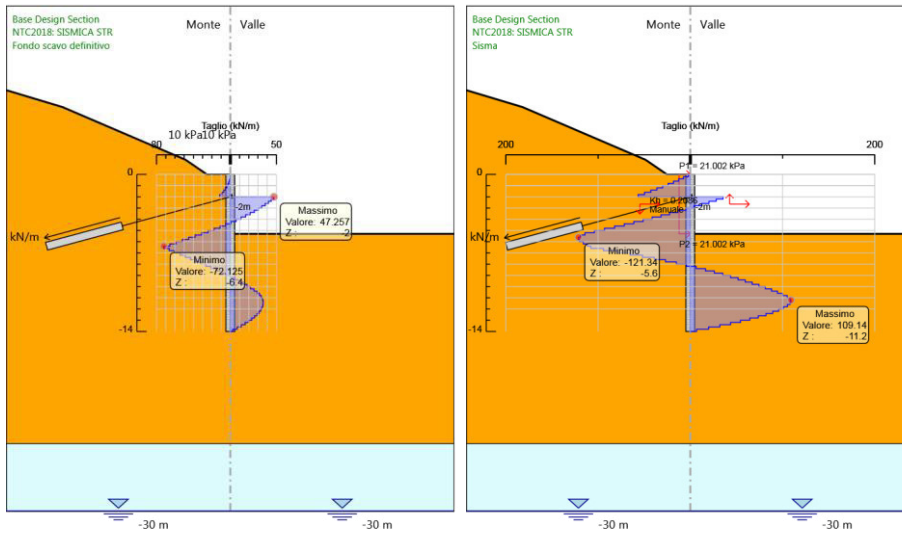 Base Design Section
NTC2018: SISMICA STR
Fondo scavo definitivo
Monte
Valle
Taglio (kN/m)
10 kPa
10 kPa
80
50
0
-2m
Massimo
Valore: 47.257
Z : -2
kN/m
Minimo
Valore: -72.125
Z : -6.4
-14
-30 m
-30 m
Base Design Section
NTC2018: SISMICA STR
Sisma
Monte
Valle
Taglio (kN/m)
200
200
P1 = 21.002 kPa
0
Manuale
-2m
kN/m
P2 = 21.002 kPa
Minimo
Valore: -121.34
Z : -5.6
Massimo
Valore: 109.14
Z : -11.2
-14
-30 m
-30 m